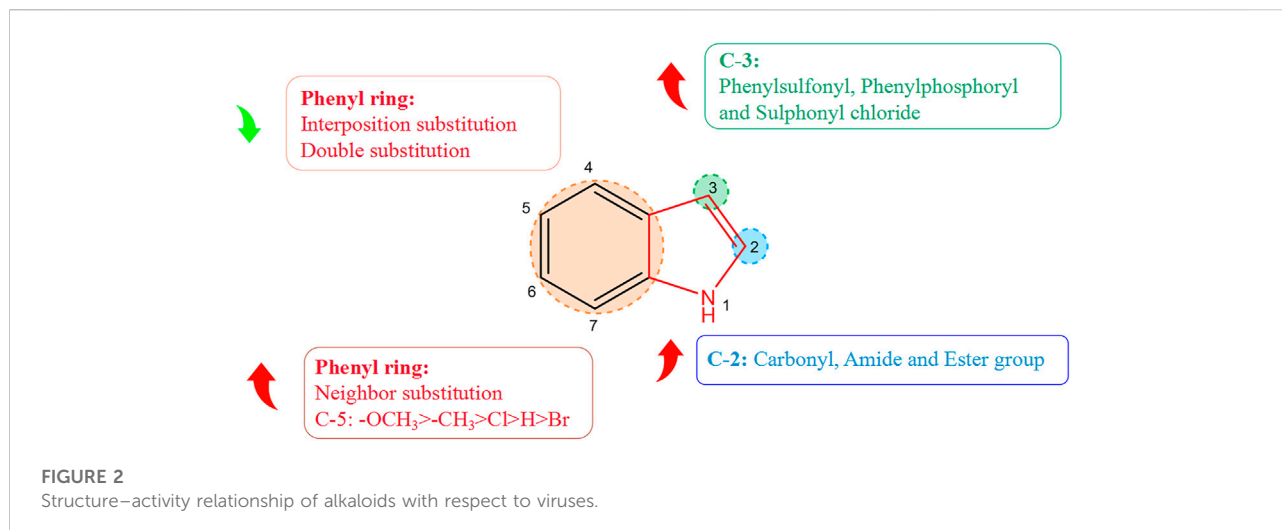 Phenyl ring:
Interposition substitution
Double substitution
C-3:
Phenylsulfonyl, Phenylphosphoryl
and Sulphonyl chloride
4
5
6
7
3
2
1
N
H
Phenyl ring:
Neighbor substitution
C-5: -OCH₃>-CH₃>Cl>H>Br
C-2: Carbonyl, Amide and Ester group
FIGURE 2
Structure–activity relationship of alkaloids with respect to viruses.